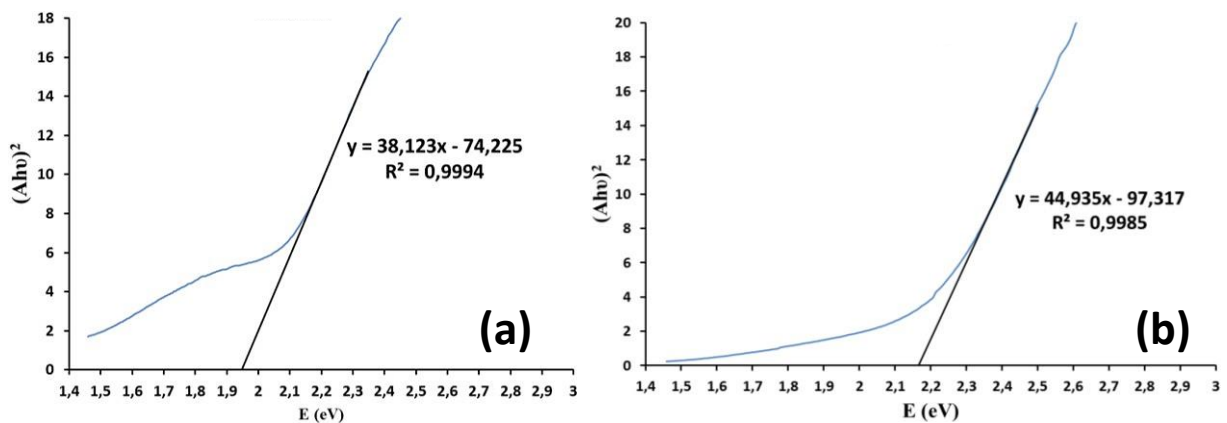 18
16
14
12
10
8
6
4
2
0
(Ahυ)²
y = 38,123x - 74,225
R² = 0,9994
(a)
1,4 1,5 1,6 1,7 1,8 1,9 2 2,1 2,2 2,3 2,4 2,5 2,6 2,7 2,8 2,9 3
E (eV)
20
18
16
14
12
10
8
6
4
2
0
(Ahυ)²
y = 44,935x - 97,317
R² = 0,9985
(b)
1,4 1,5 1,6 1,7 1,8 1,9 2 2,1 2,2 2,3 2,4 2,5 2,6 2,7 2,8 2,9 3
E (eV)